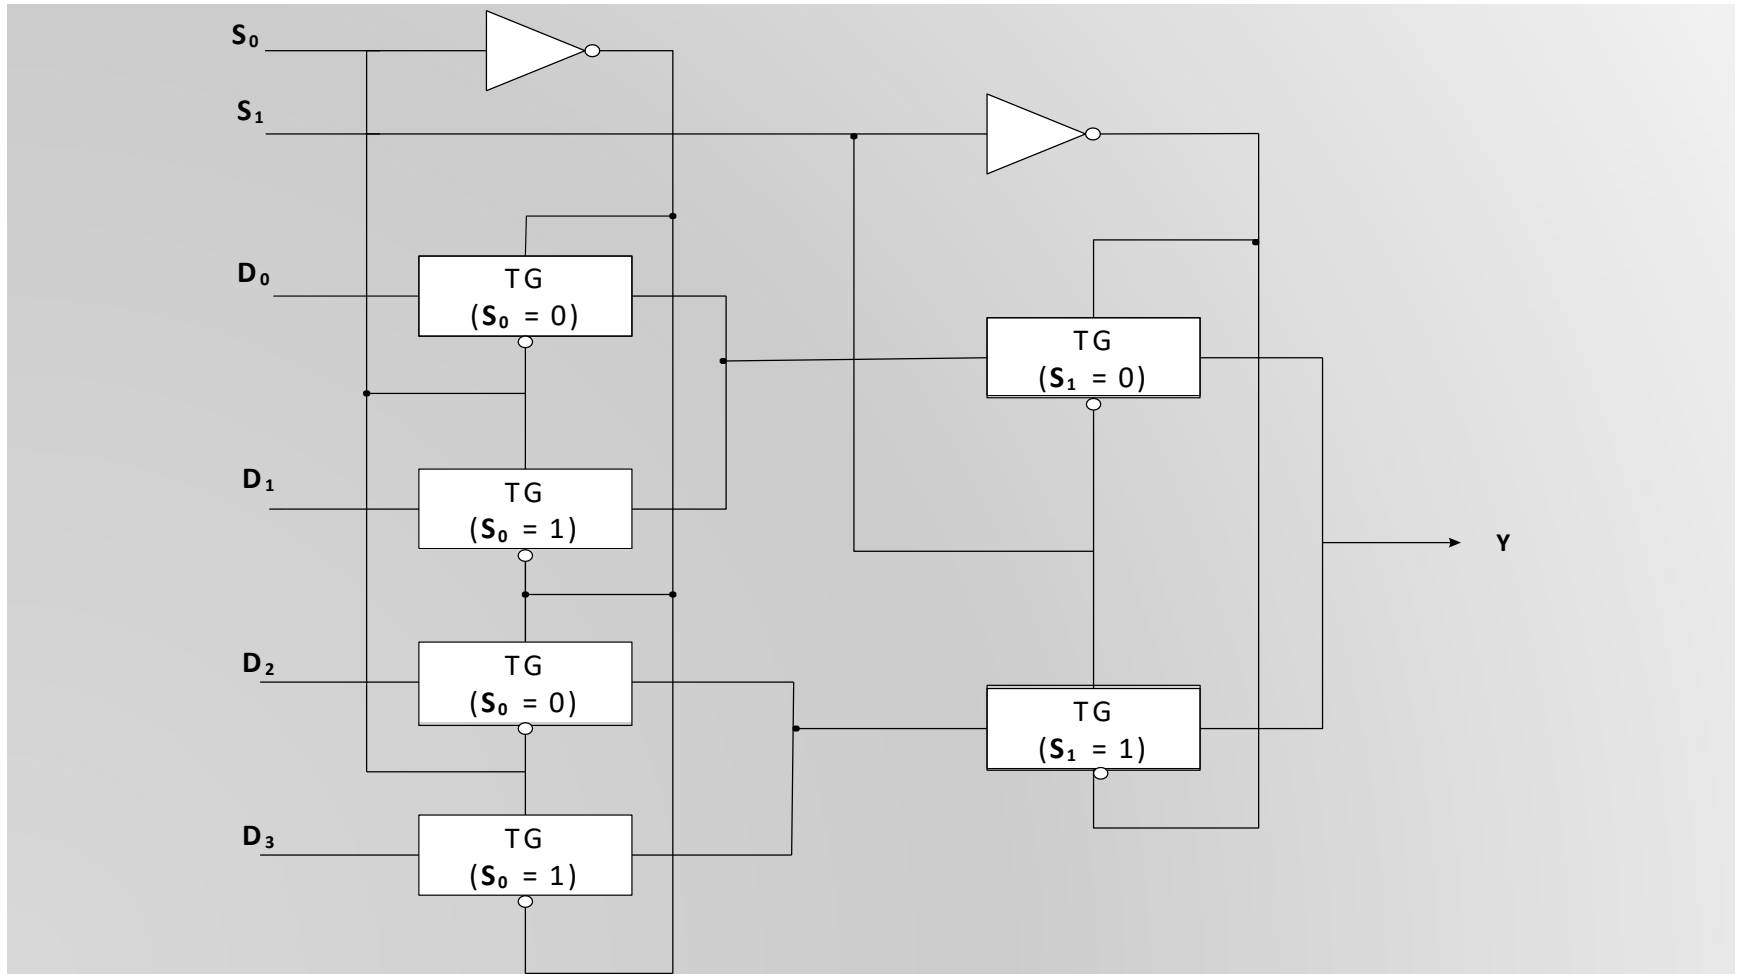 S₀
S₁
D₀
TG
(S₀ = 0)
TG
(S₁ = 0)
D₁
TG
(S₀ = 1)
Y
D₂
TG
(S₀ = 0)
TG
(S₁ = 1)
D₃
TG
(S₀ = 1)